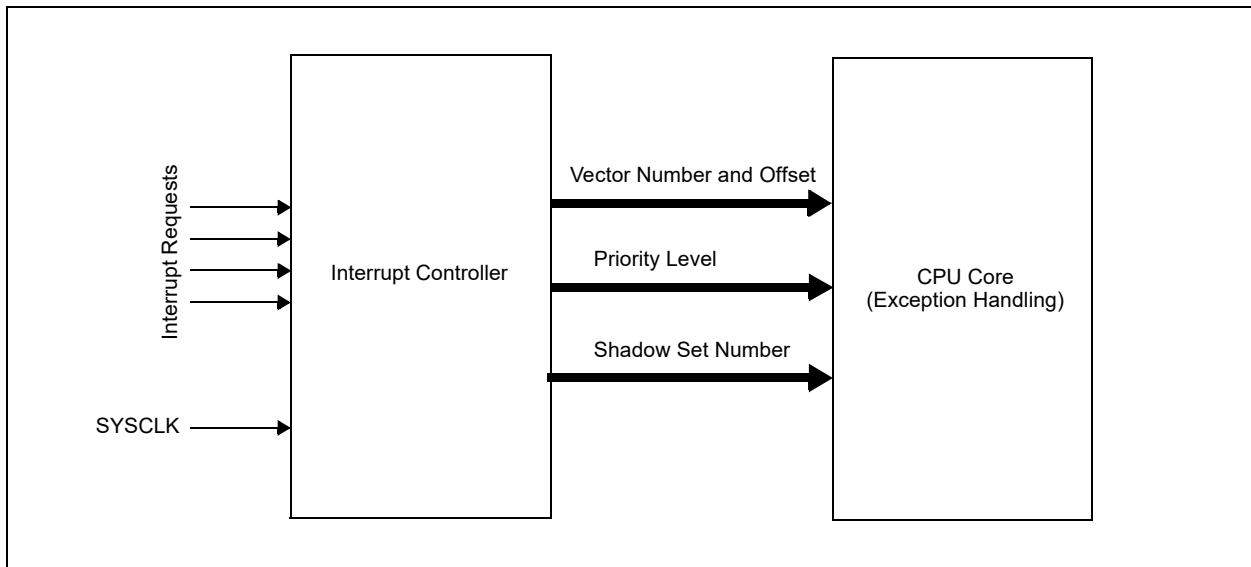 Interrupt Requests
SYSCLK
Interrupt Controller
Vector Number and Offset
Priority Level
Shadow Set Number
CPU Core
(Exception Handling)